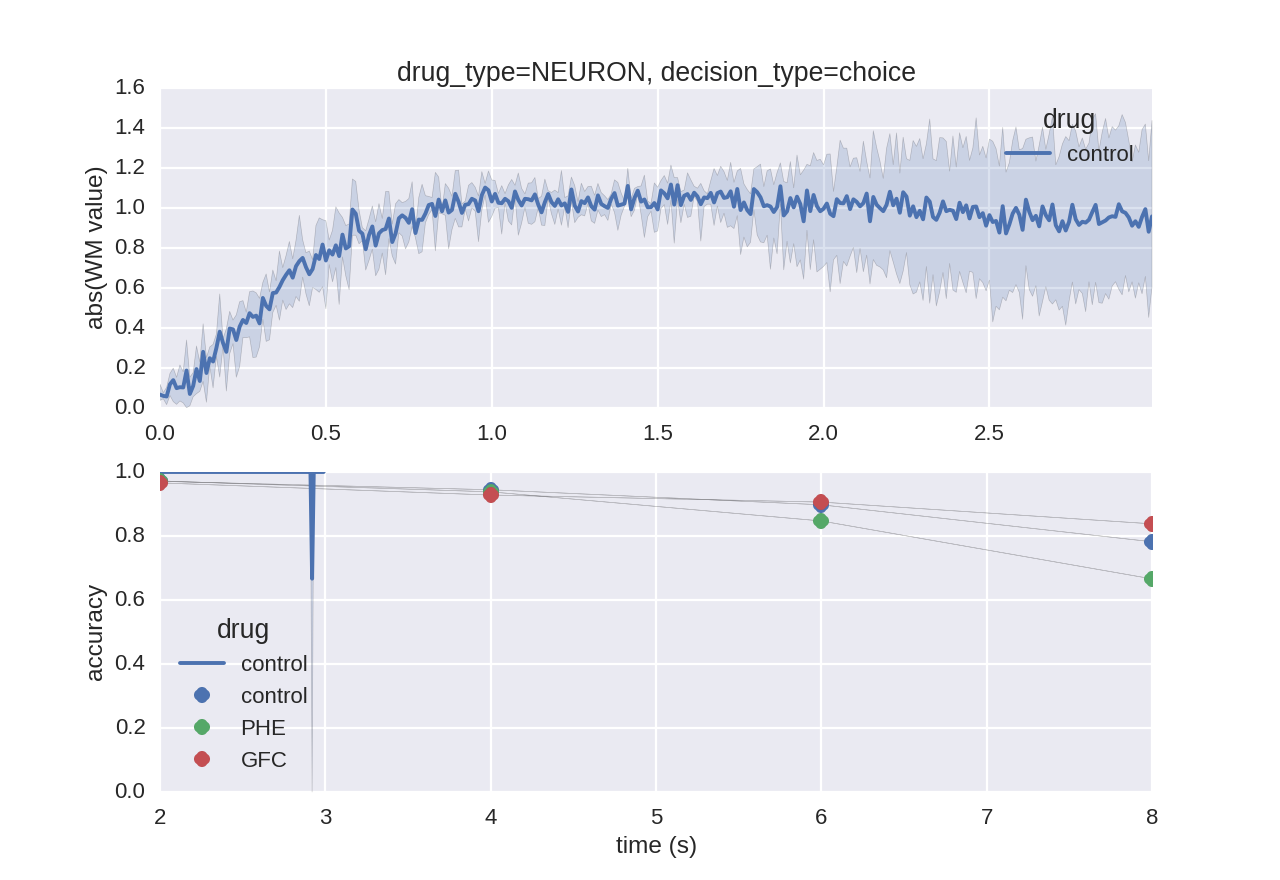 drug_type=NEURON, decision_type=choice
abs(WM value)
1.6
1.4
1.2
1.0
0.8
0.6
0.4
0.2
0.0
drug
control
0.0 0.5 1.0 1.5 2.0 2.5
accuracy
1.0
0.8
0.6
0.4
0.2
0.0
drug
control
control
PHE
GFC
2 3 4 5 6 7 8
time (s)